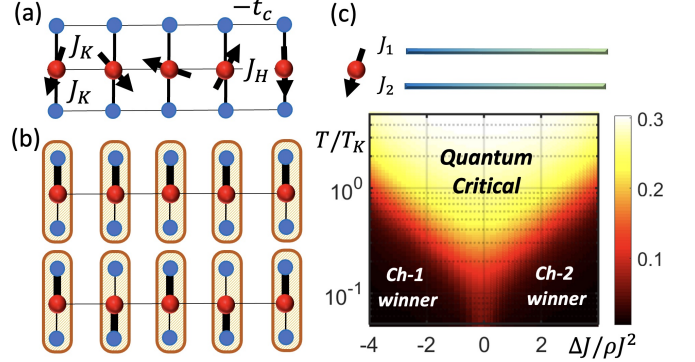 (a)
−t_c
J_K
J_K
J_H
(b)
(c)
J_1
J_2
T/T_K
10^0
10^{-1}
Quantum
Critical
Ch-1
winner
Ch-2
winner
-4
-2
0
2
ΔJ/ρJ^2
0.3
0.2
0.1